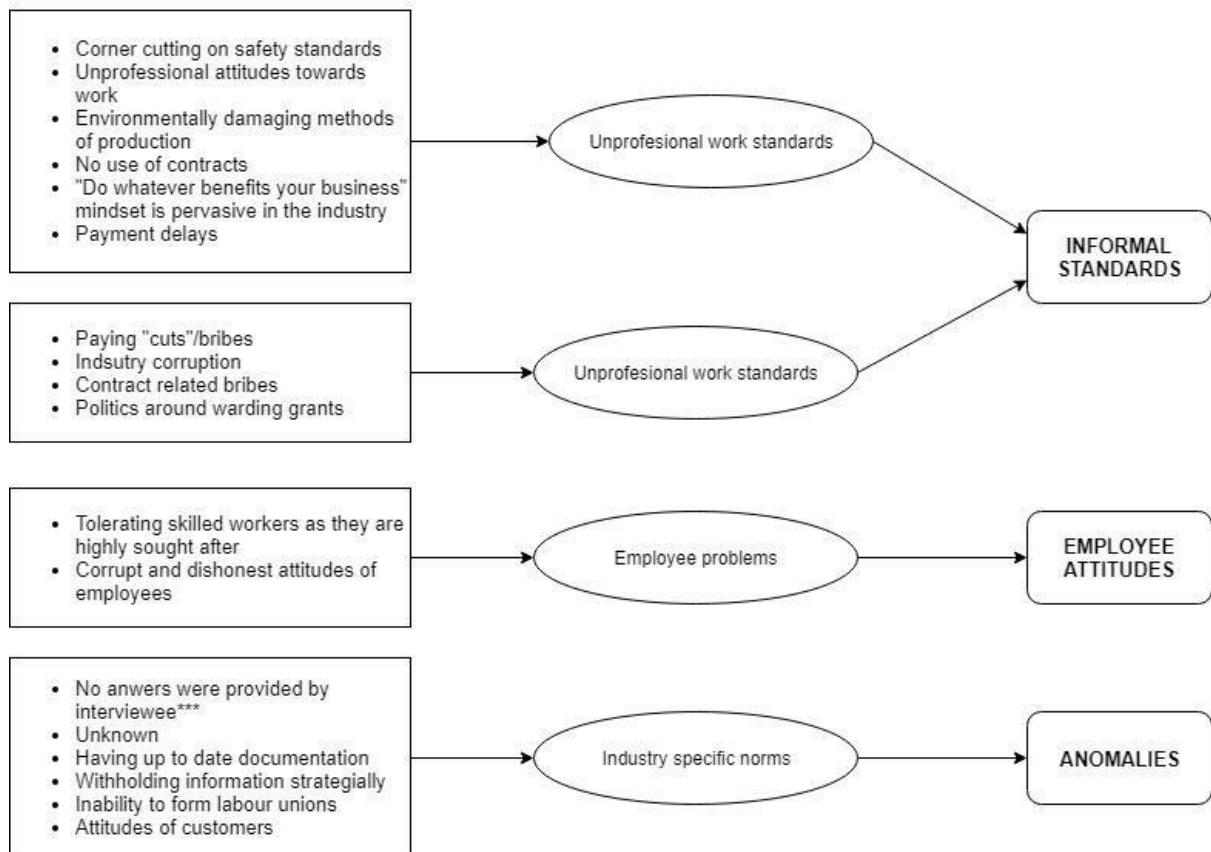 • Corner cutting on safety standards
• Unprofessional attitudes towards
work
• Environmentally damaging methods
of production
• No use of contracts
• "Do whatever benefits your business"
mindset is pervasive in the industry
• Payment delays
Unprofesional work standards
INFORMAL
STANDARDS
• Paying "cuts"/bribes
• Indsutry corruption
• Contract related bribes
• Politics around warding grants
Unprofesional work standards
• Tolerating skilled workers as they are
highly sought after
• Corrupt and dishonest attitudes of
employees
Employee problems
EMPLOYEE
ATTITUDES
• No anwers were provided by
interviewee***
• Unknown
• Having up to date documentation
• Withholding information strategially
• Inability to form labour unions
• Attitudes of customers
Industry specific norms
ANOMALIES